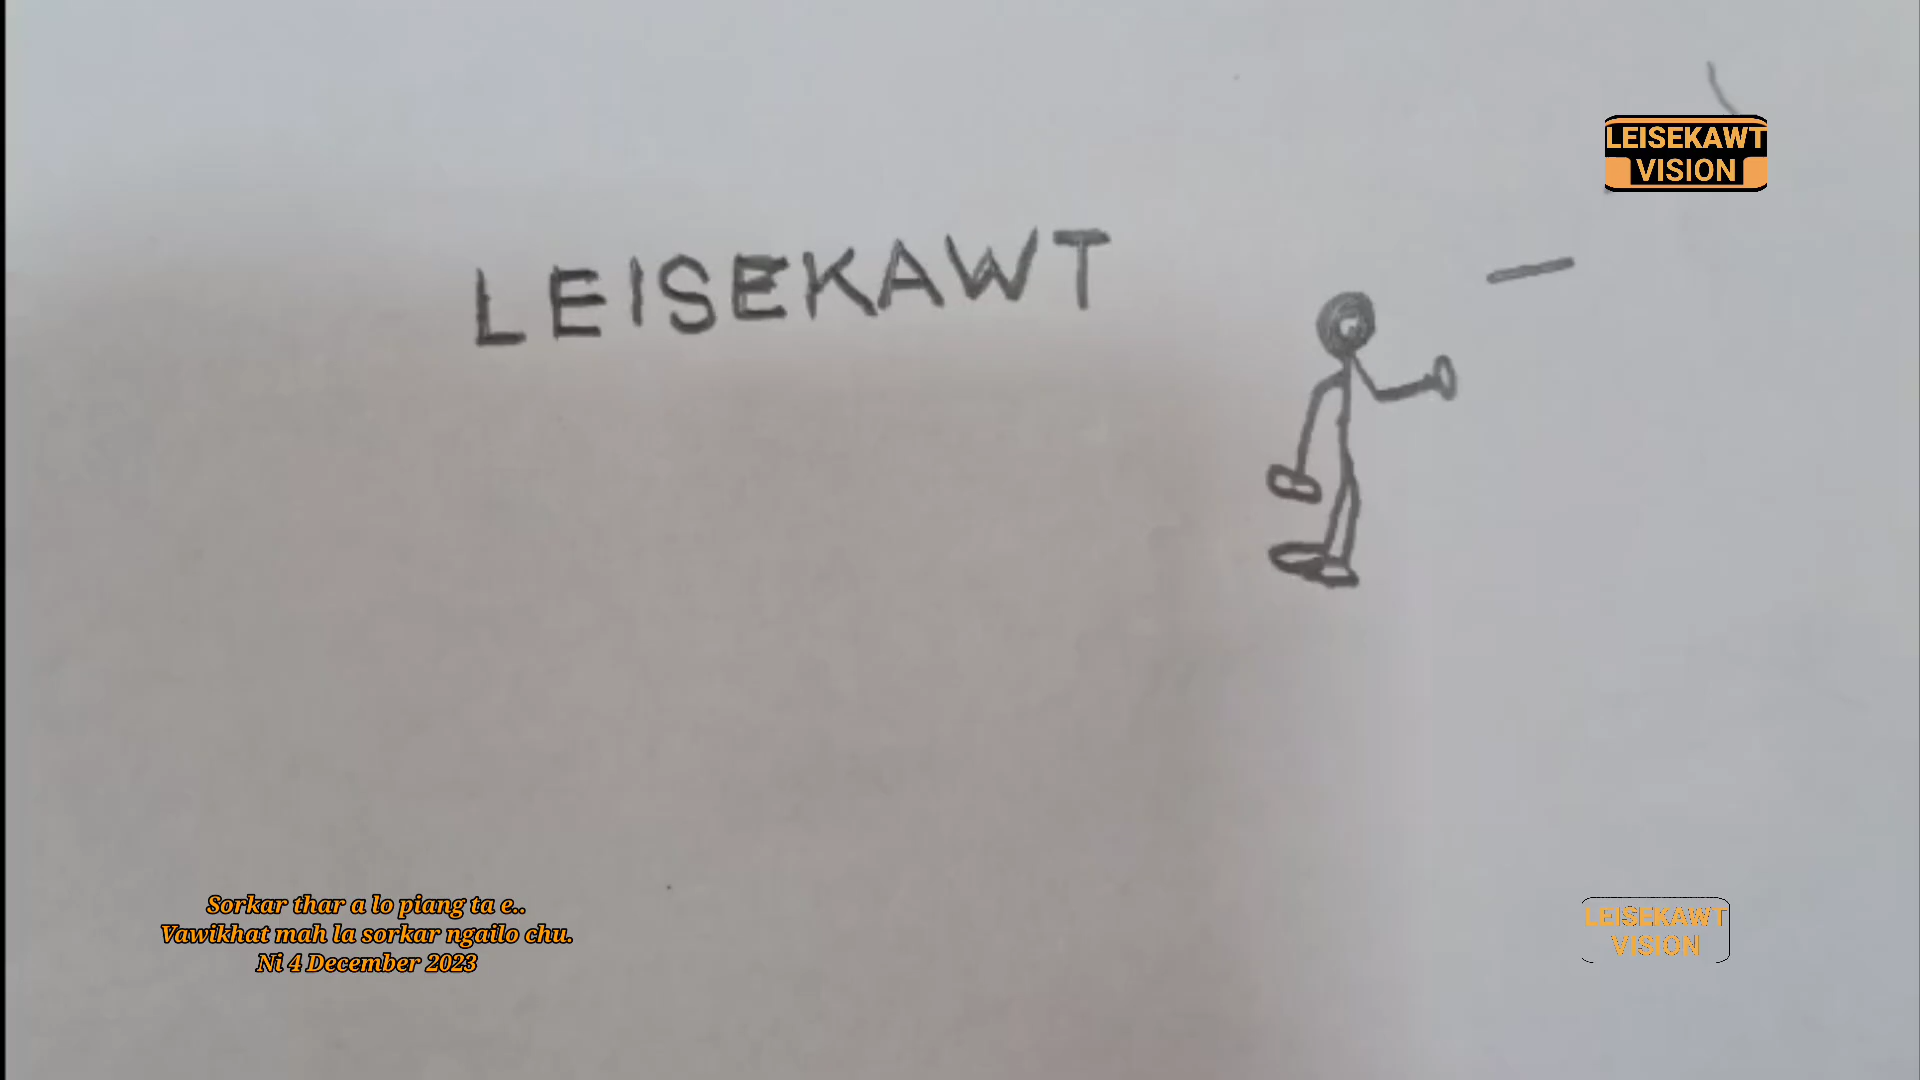 LEISEKAWT
VISION
LEISEKAWT
Sorkar thar a lo piang ta e..
Vawikhat mah la sorkar ngailo chu.
Ni 4 December 2023
LEISEKAWT
VISION